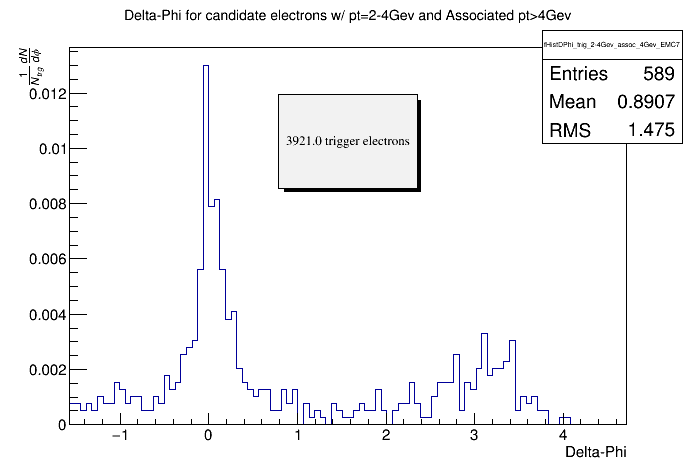 Delta-Phi for candidate electrons w/ pt=2-4Gev and Associated pt>4Gev
fHistDPhi_trig_2-4Gev_assoc_4Gev_EMC7
Entries 589
Mean 0.8907
RMS 1.475
1 dN
N_trg dϕ
3921.0 trigger electrons
0.012
0.01
0.008
0.006
0.004
0.002
0
−1 0 1 2 3 4
Delta-Phi